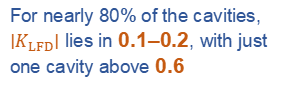 For nearly 80% of the cavities,
|K_LFD| lies in 0.1–0.2, with just
one cavity above 0.6